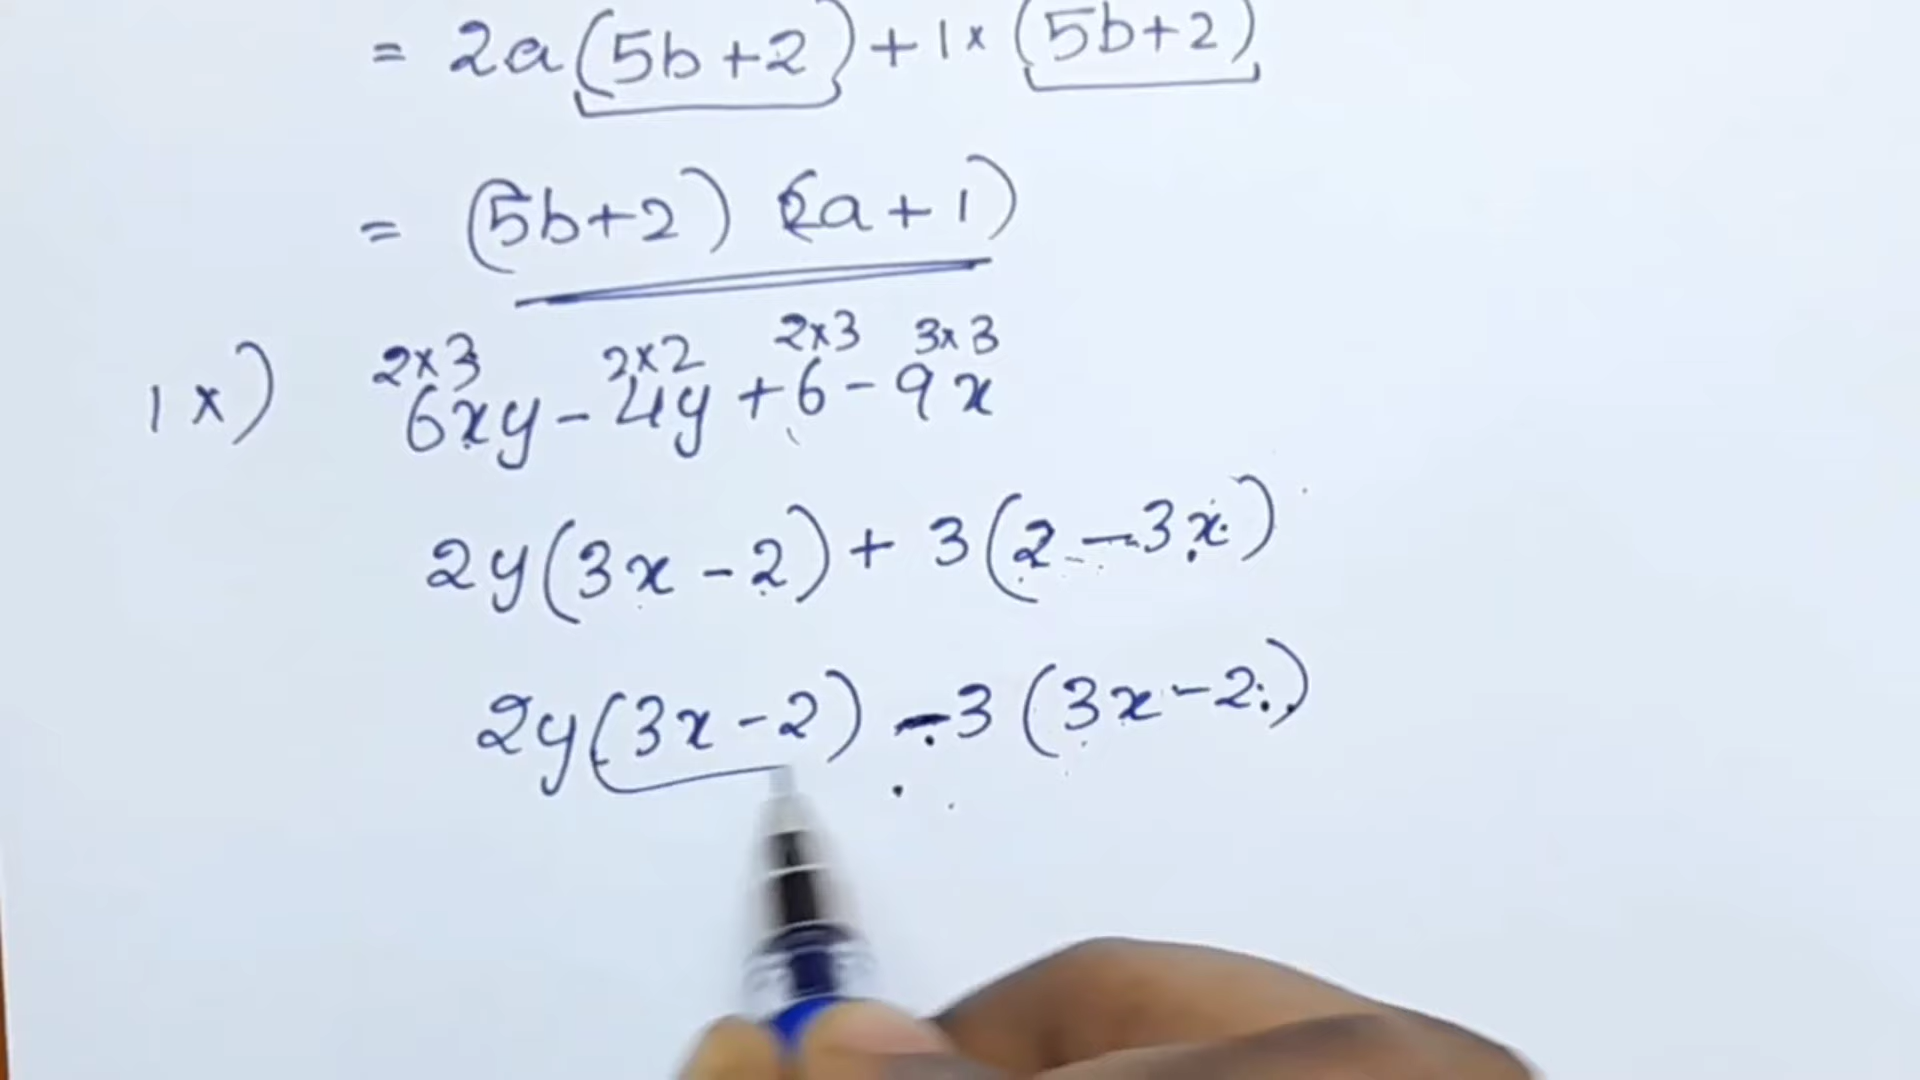 = 2a(5b+2)+1×(5b+2)
= (5b+2) (2a+1)
2×3 2×2 2×3 3×3
1x) 6xy-4y+6-9x
2y(3x-2)+3(2-3x)
2y(3x-2)-3(3x-2)